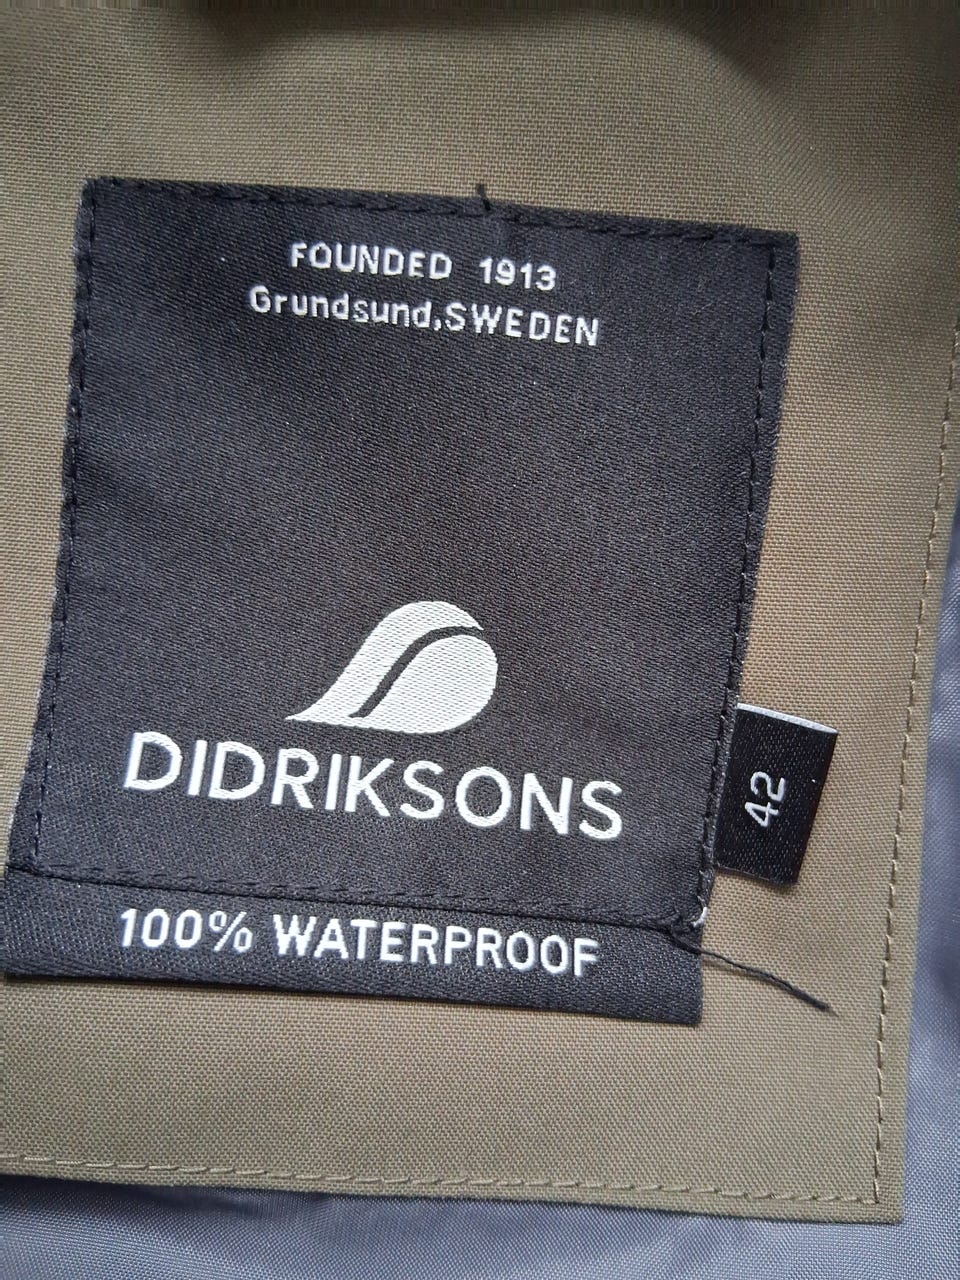 FOUNDED 1913
Grundsund,SWEDEN
DIDRIKSONS
42
100% WATERPROOF